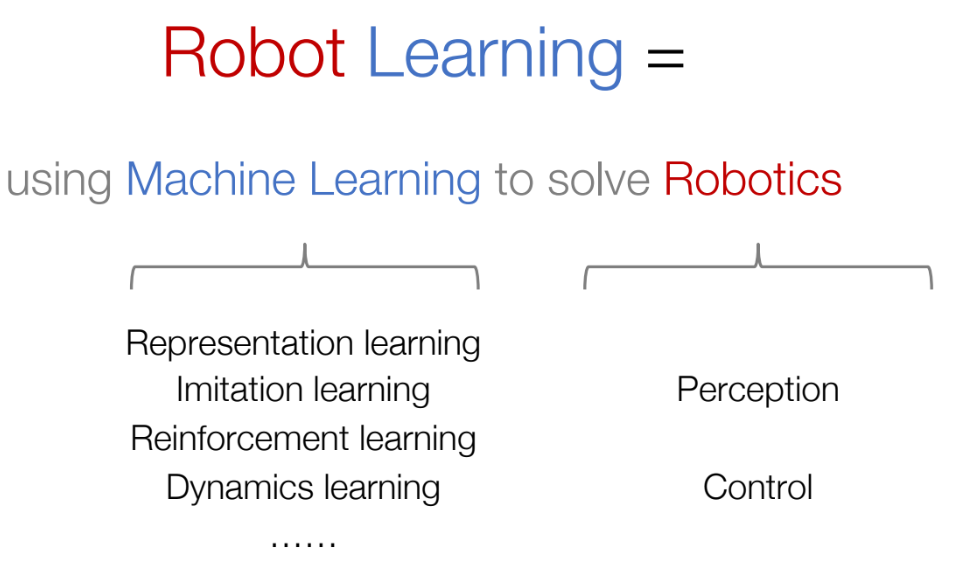 Robot Learning =
using Machine Learning to solve Robotics
Representation learning
Imitation learning
Reinforcement learning
Dynamics learning
......
Perception
Control